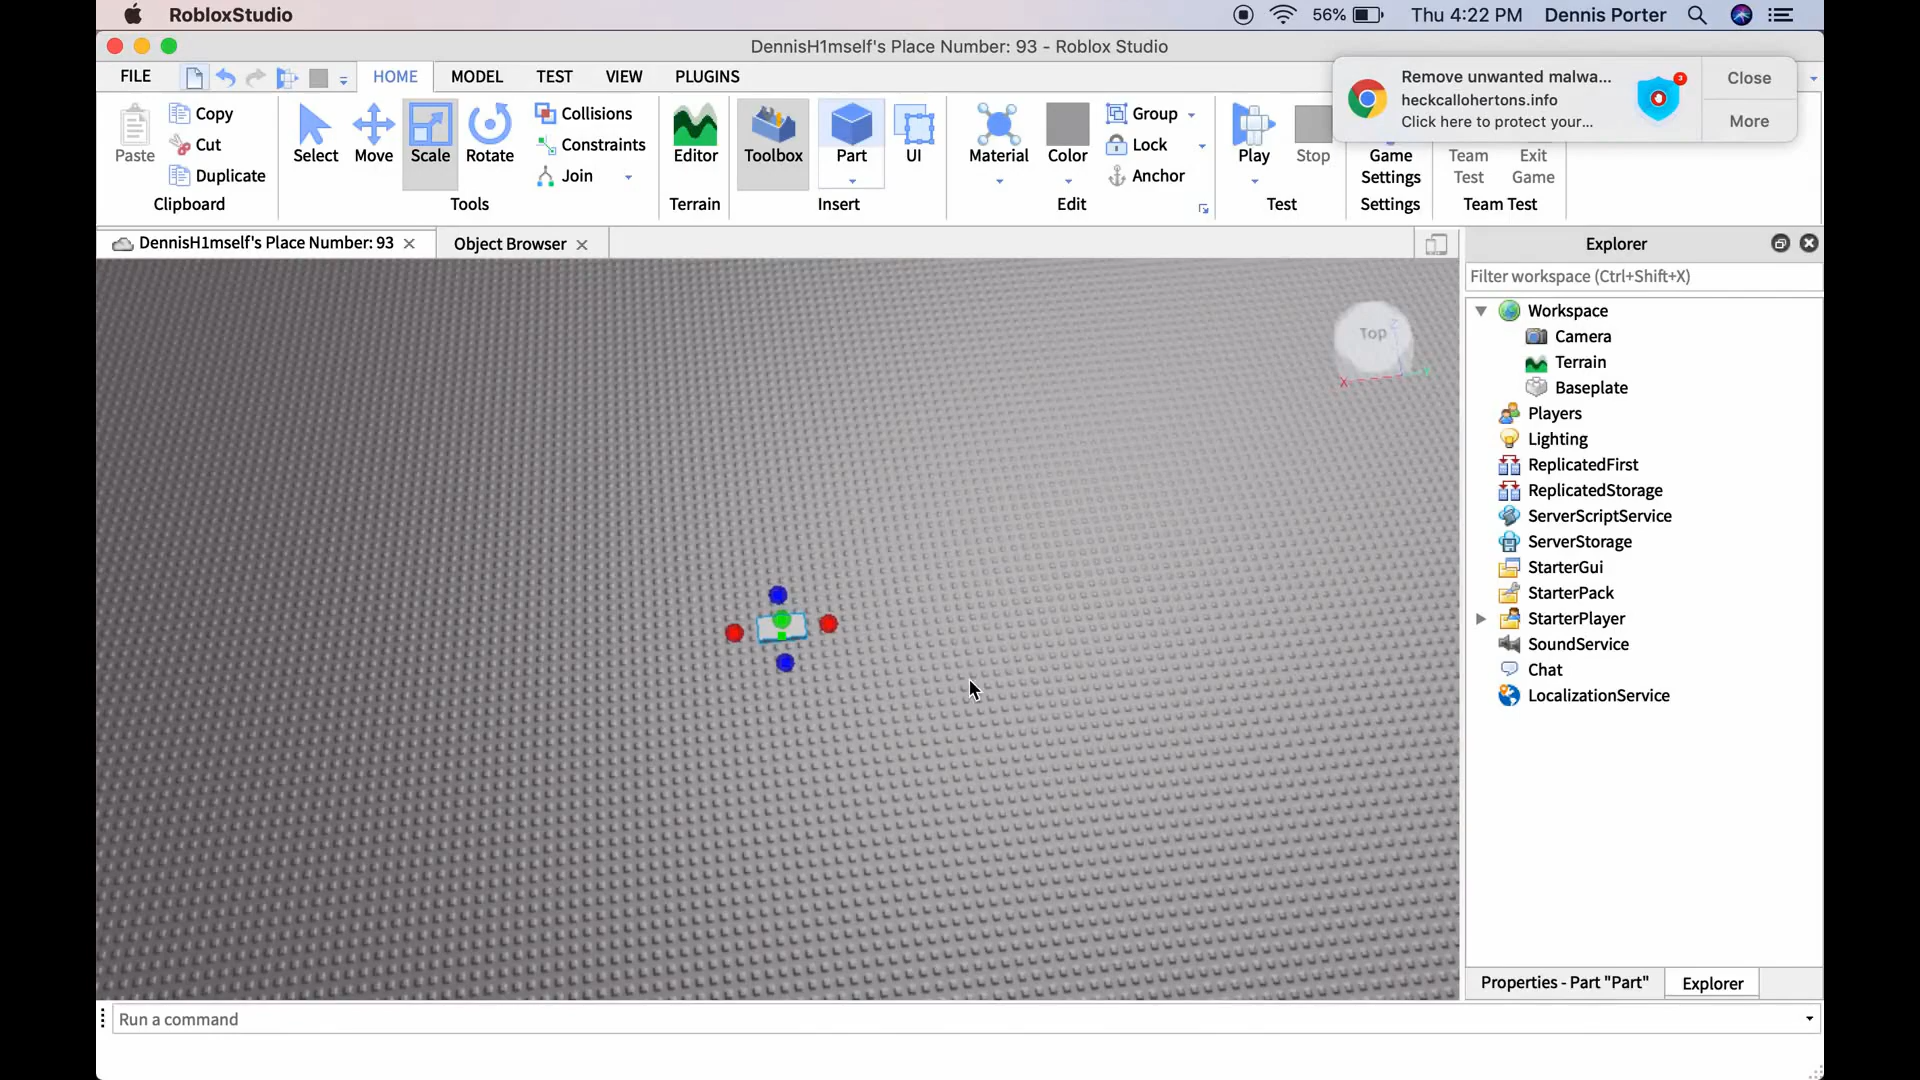 RobloxStudio
56%
Thu 4:22 PM
Dennis Porter
DennisH1mself's Place Number: 93 - Roblox Studio
FILE
HOME
MODEL
TEST
VIEW
PLUGINS
Remove unwanted malwa...
heckcallohertons.info
Click here to protect your...
3
Close
More
Paste
Copy
Cut
Duplicate
Clipboard
Select
Move
Scale
Rotate
Collisions
Constraints
Join
Tools
Editor
Terrain
Toolbox
Part
UI
Insert
Material
Color
Group
Lock
Anchor
Edit
Play
Stop
Test
Game
Settings
Settings
Team
Test
Exit
Game
Team Test
DennisH1mself's Place Number: 93
Object Browser
Top
X
Z
Explorer
Filter workspace (Ctrl+Shift+X)
Workspace
Camera
Terrain
Baseplate
Players
Lighting
ReplicatedFirst
ReplicatedStorage
ServerScriptService
ServerStorage
StarterGui
StarterPack
StarterPlayer
SoundService
Chat
LocalizationService
Properties - Part "Part"
Explorer
Run a command